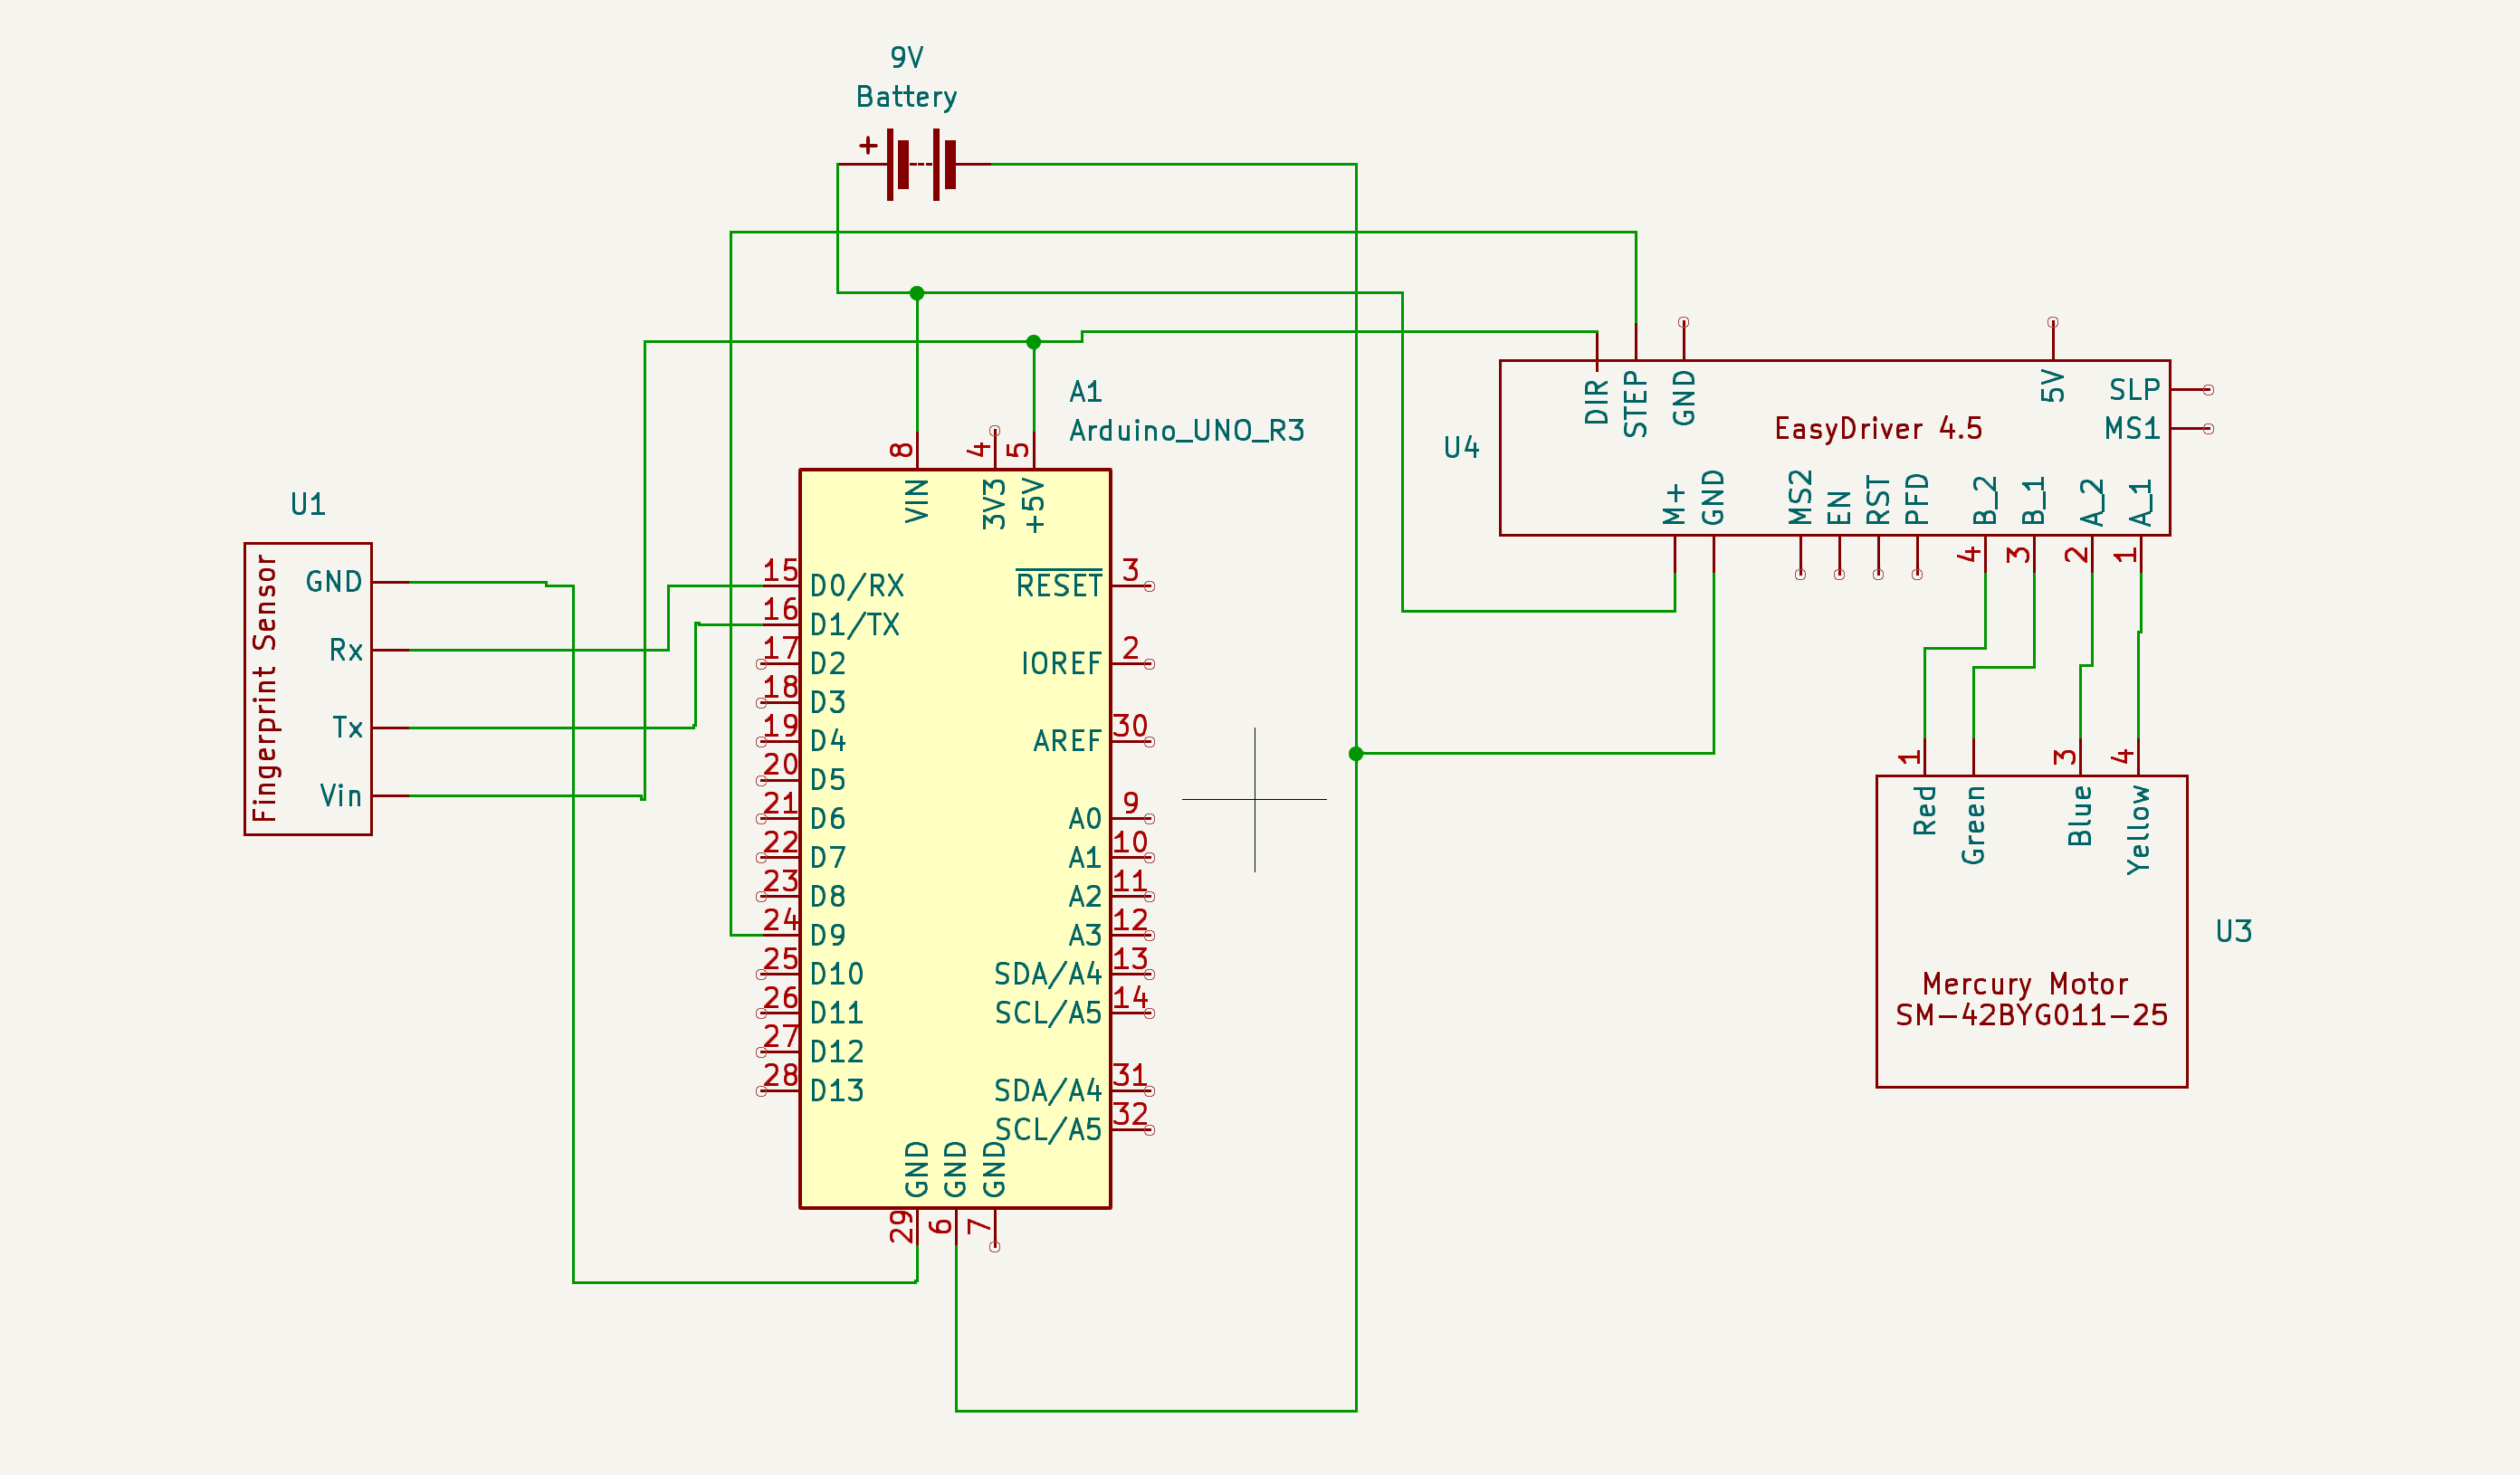 9V
Battery
+
A1
Arduino_UNO_R3
8
4
5
VIN
3V3
+5V
15
D0/RX
16
D1/TX
17
D2
18
D3
19
D4
20
D5
21
D6
22
D7
23
D8
24
D9
25
D10
26
D11
27
D12
28
D13
3
RESET
2
IOREF
30
AREF
9
A0
10
A1
11
A2
12
A3
13
SDA/A4
14
SCL/A5
31
SDA/A4
32
SCL/A5
GND
GND
GND
29
6
7
U1
Fingerprint Sensor
GND
Rx
Tx
Vin
U4
EasyDriver 4.5
DIR
STEP
GND
5V
SLP
MS1
M+
GND
MS2
EN
RST
PFD
B_2
B_1
A_2
A_1
4
3
2
1
1
3
4
Red
Green
Blue
Yellow
U3
Mercury Motor
SM-42BYG011-25